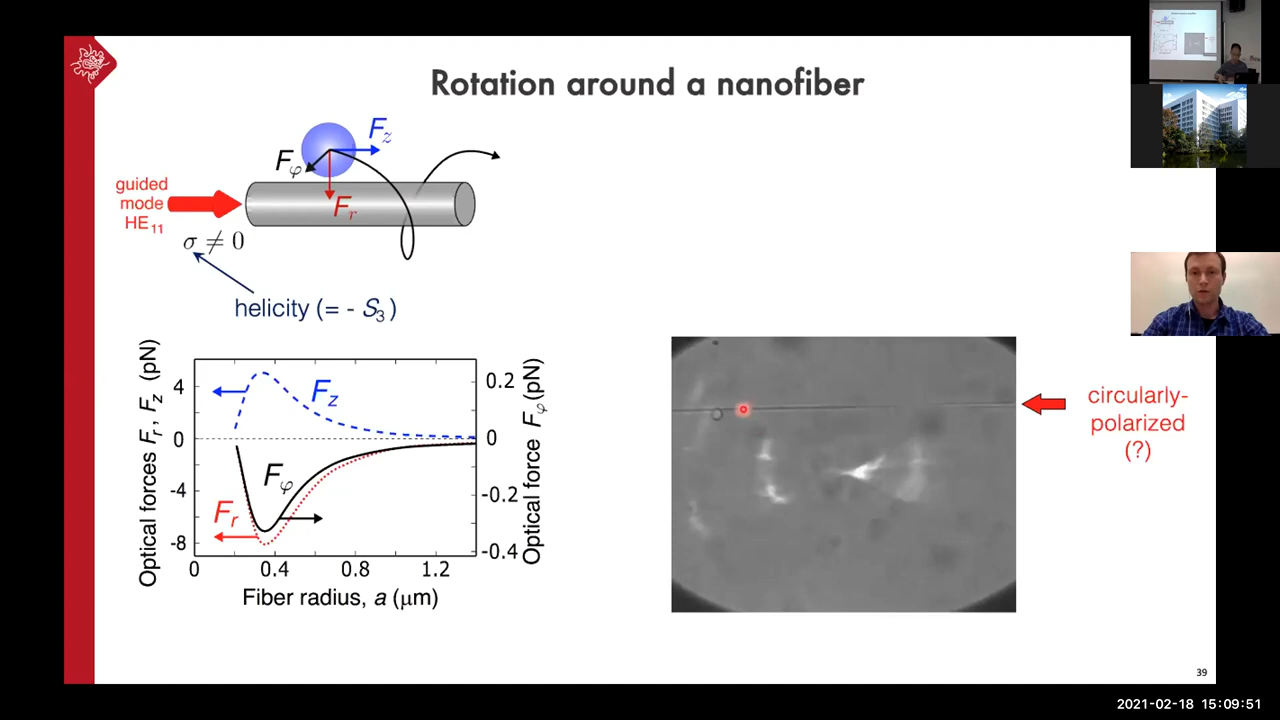 Rotation around a nanofiber
F_z
F_φ
guided
mode
HE₁₁
F_r
σ ≠ 0
helicity (= - S₃)
Optical forces F_r, F_z (pN)
4
0
-4
-8
F_z
F_φ
F_r
0.2
0
-0.2
-0.4
Optical force F_φ (pN)
0 0.4 0.8 1.2
Fiber radius, a (μm)
circularly-
polarized
(?)
39
2021-02-18 15:09:51